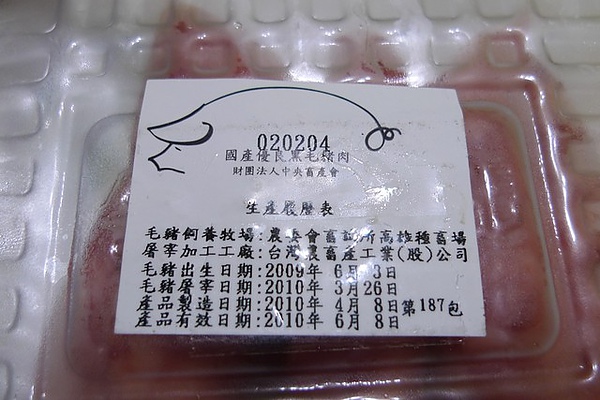 020204
國產優良黑毛豬肉
財團法人中央畜產會
生產履歷表
毛豬飼養牧場:農委會畜試所高雄種畜場
屠宰加工工廠:台灣農畜產工業(股)公司
毛豬出生日期:2009年 6月 3日
毛豬屠宰日期:2010年 3月26日
產品製造日期:2010年 4月 8日第187包
產品有效日期:2010年 6月 8日